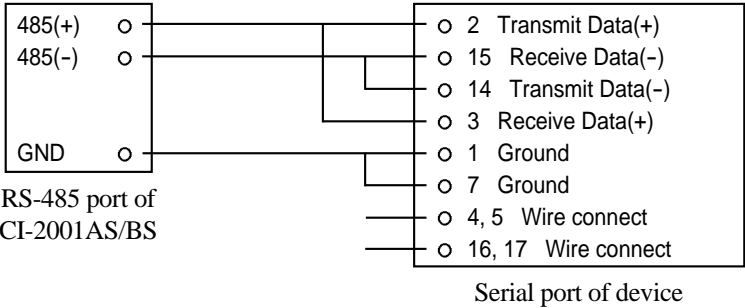 485(+)
485(−)
GND
RS-485 port of
CI-2001AS/BS
2 Transmit Data(+)
15 Receive Data(−)
14 Transmit Data(−)
3 Receive Data(+)
1 Ground
7 Ground
4, 5 Wire connect
16, 17 Wire connect
Serial port of device